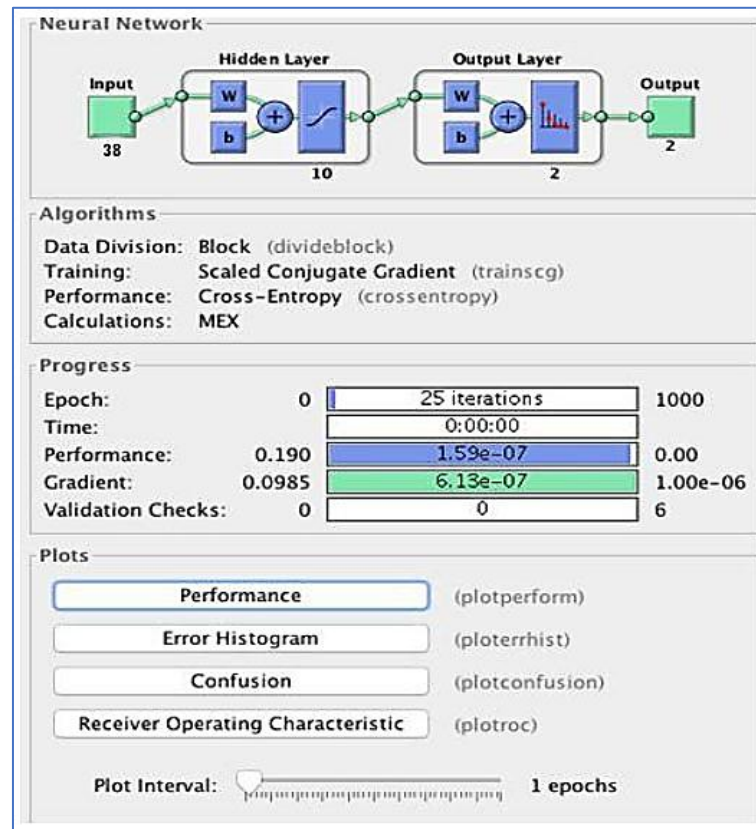 Neural Network
Hidden Layer
Output Layer
Input
Output
W
b
+
W
b
+
38
10
2
2
Algorithms
Data Division: Block (divideblock)
Training: Scaled Conjugate Gradient (trainscg)
Performance: Cross-Entropy (crossentropy)
Calculations: MEX
Progress
Epoch: 0 25 iterations 1000
Time: 0:00:00
Performance: 0.190 1.59e-07 0.00
Gradient: 0.0985 6.13e-07 1.00e-06
Validation Checks: 0 0 6
Plots
Performance (plotperform)
Error Histogram (ploterrhist)
Confusion (plotconfusion)
Receiver Operating Characteristic (plotroc)
Plot Interval: 1 epochs